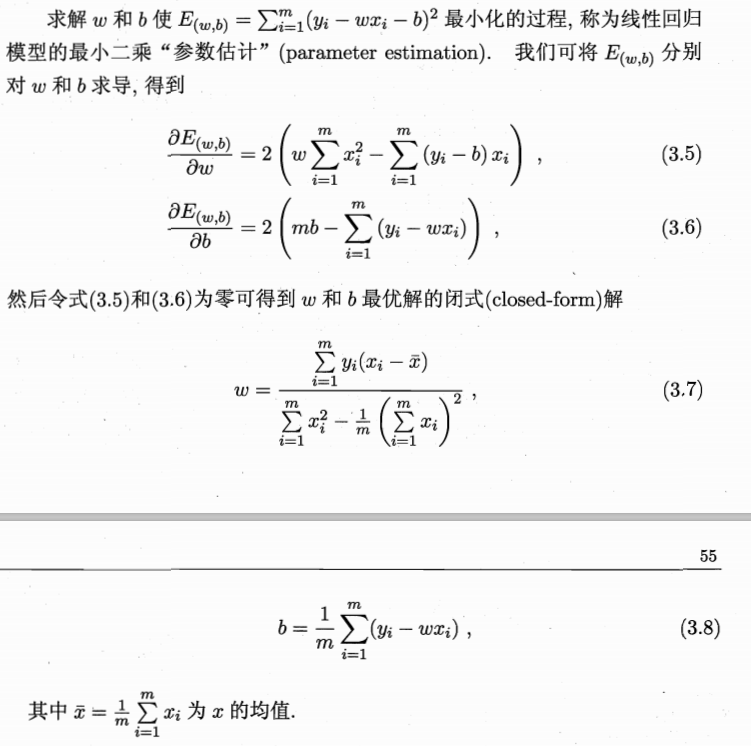 求解 w 和 b 使 E_{(w,b)} = \sum_{i=1}^{m}(y_i - wx_i - b)^2 最小化的过程, 称为线性回归
模型的最小二乘“参数估计” (parameter estimation). 我们可将 E_{(w,b)} 分别
对 w 和 b 求导, 得到
\frac{\partial E_{(w,b)}}{\partial w} = 2 \left( w \sum_{i=1}^{m} x_i^2 - \sum_{i=1}^{m} (y_i - b) x_i \right) , (3.5)
\frac{\partial E_{(w,b)}}{\partial b} = 2 \left( mb - \sum_{i=1}^{m} (y_i - wx_i) \right) , (3.6)
然后令式(3.5)和(3.6)为零可得到 w 和 b 最优解的闭式(closed-form)解
w = \frac{\sum_{i=1}^{m} y_i (x_i - \bar{x})}{\sum_{i=1}^{m} x_i^2 - \frac{1}{m} \left( \sum_{i=1}^{m} x_i \right)^2} , (3.7)
55
b = \frac{1}{m} \sum_{i=1}^{m} (y_i - wx_i) , (3.8)
其中 \bar{x} = \frac{1}{m} \sum_{i=1}^{m} x_i 为 x 的均值.